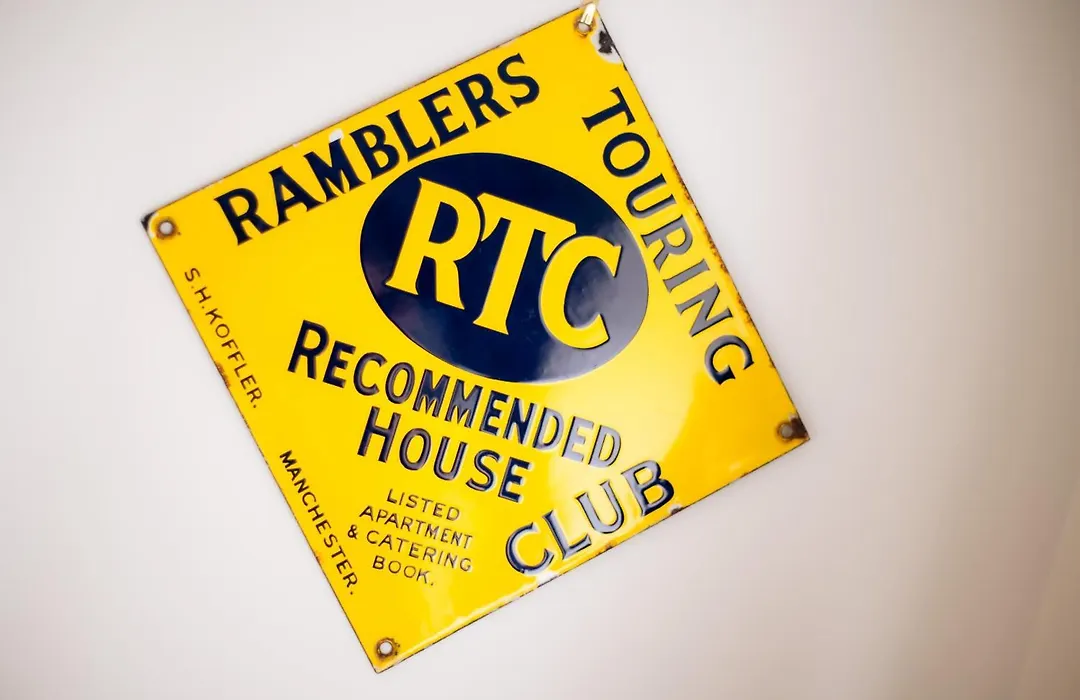 RAMBLERS
TOURING
CLUB
RTC
RECOMMENDED
HOUSE
LISTED
APARTMENT
& CATERING
BOOK.
S.H.KOFFLER.
MANCHESTER.